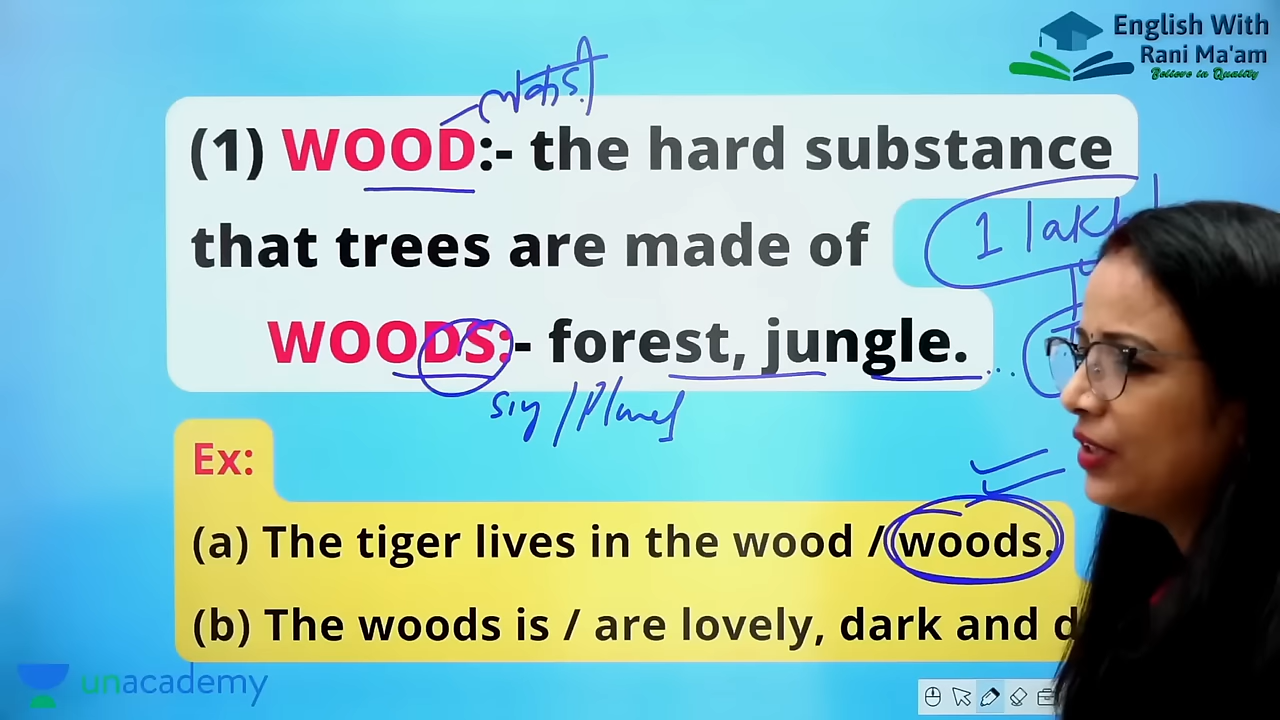 English With
Rani Ma'am
Believe in Quality
लकड़ी
(1) WOOD:- the hard substance
that trees are made of
1 lakh
WOODS:- forest, jungle.
Ex:
(a) The tiger lives in the wood / woods.
(b) The woods is / are lovely, dark and d
unacademy